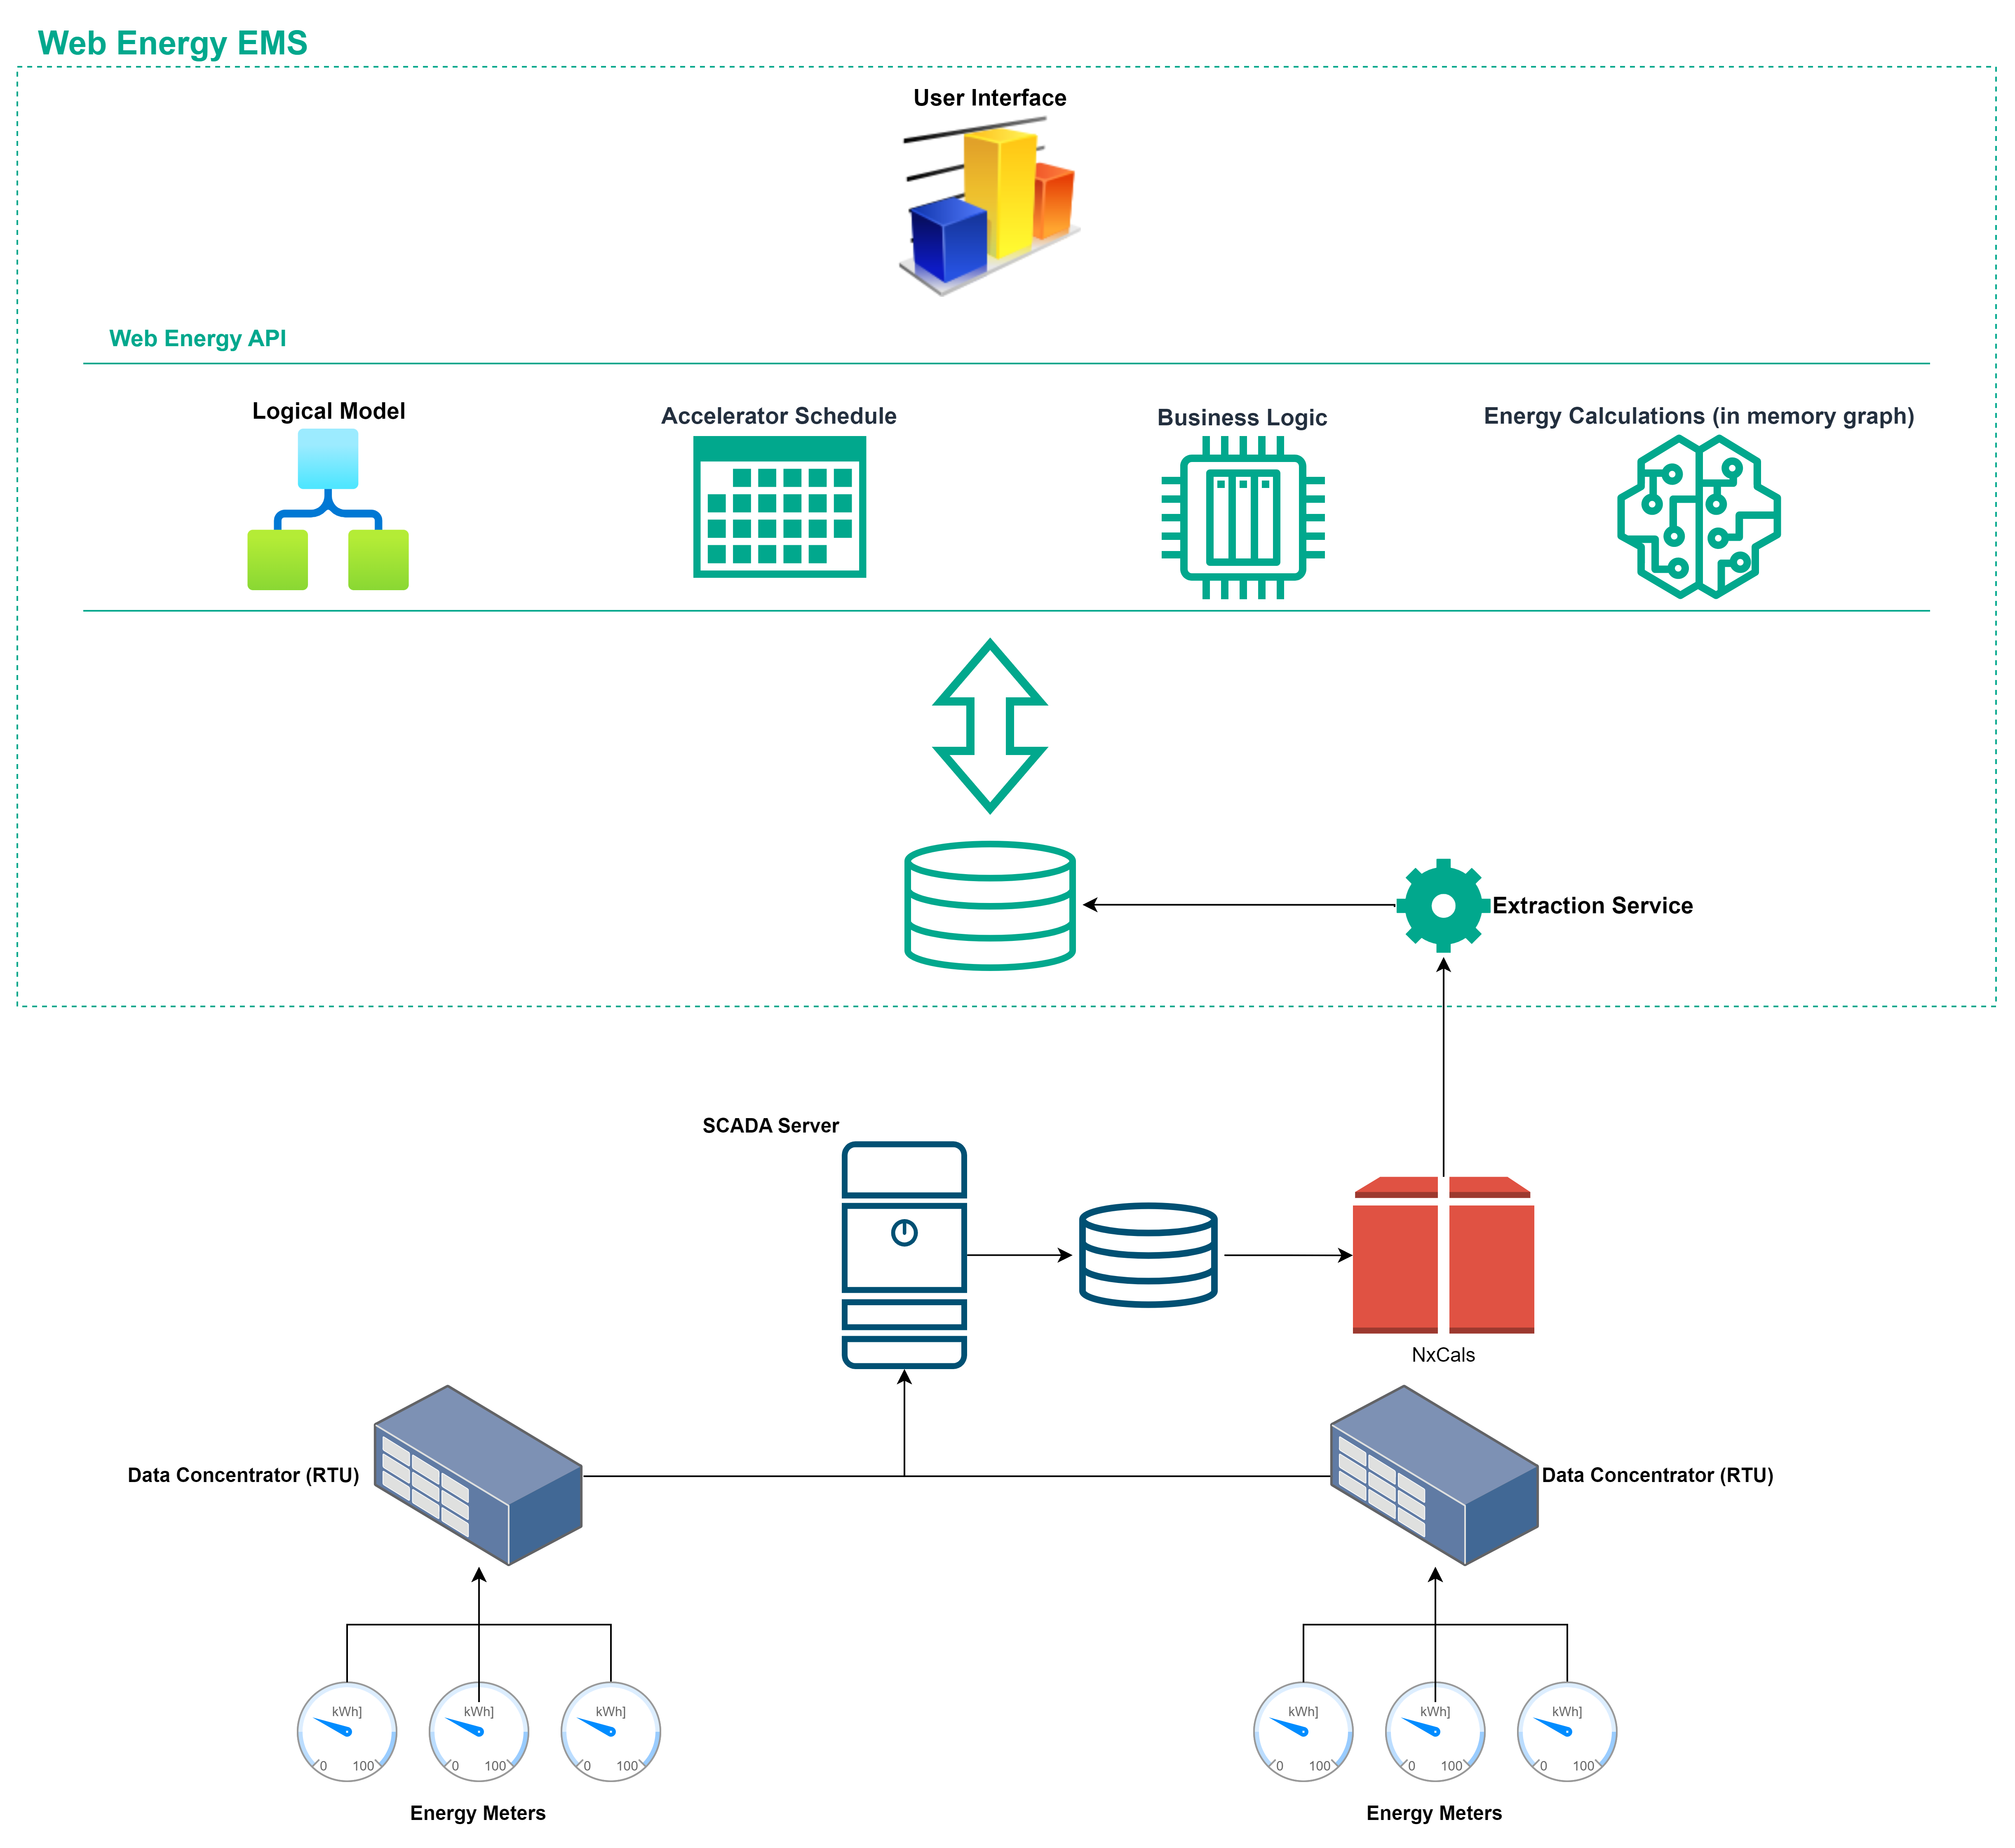 Web Energy EMS
User Interface
Web Energy API
Logical Model
Accelerator Schedule
Business Logic
Energy Calculations (in memory graph)
Extraction Service
SCADA Server
NxCals
Data Concentrator (RTU)
Data Concentrator (RTU)
kWh]
0
100
kWh]
0
100
kWh]
0
100
kWh]
0
100
kWh]
0
100
kWh]
0
100
Energy Meters
Energy Meters